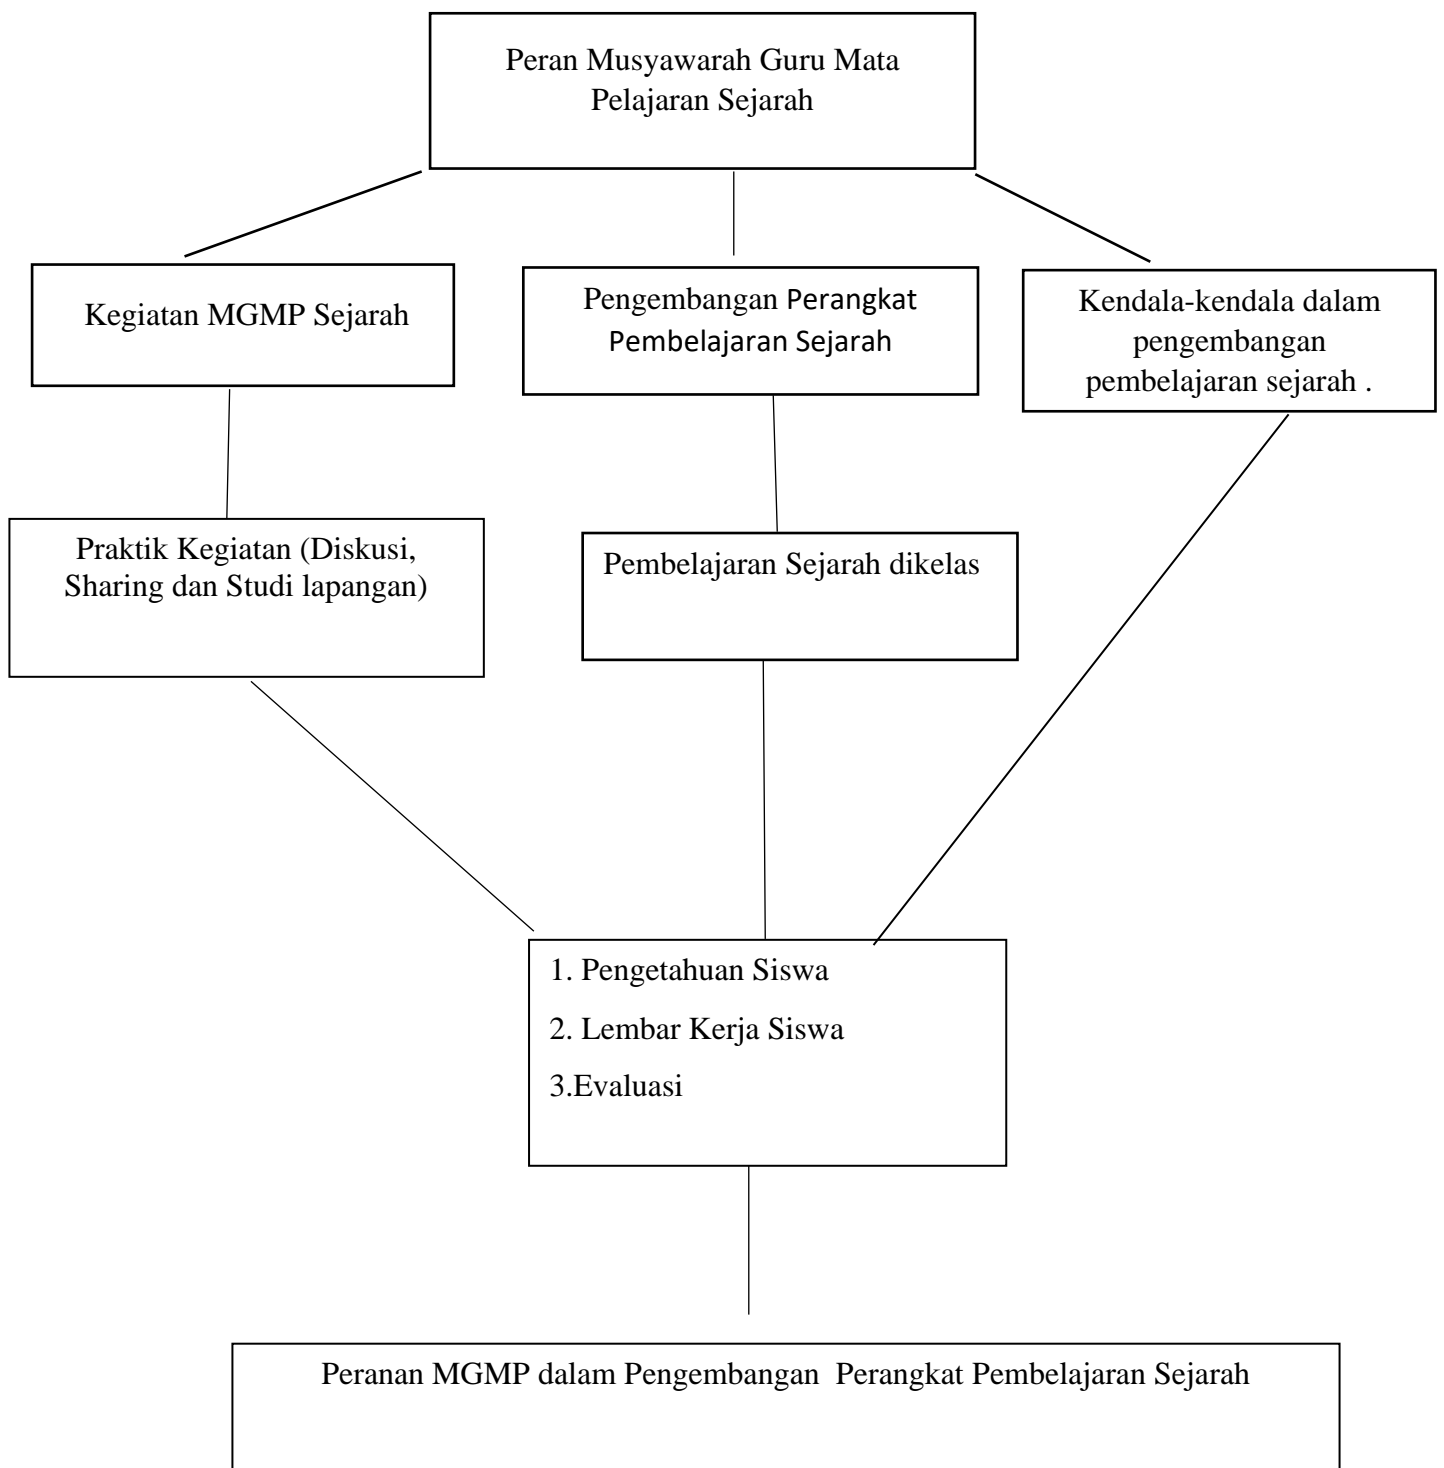 Peran Musyawarah Guru Mata
Pelajaran Sejarah
Kegiatan MGMP Sejarah
Pengembangan Perangkat
Pembelajaran Sejarah
Kendala-kendala dalam
pengembangan
pembelajaran sejarah .
Praktik Kegiatan (Diskusi,
Sharing dan Studi lapangan)
Pembelajaran Sejarah dikelas
1. Pengetahuan Siswa
2. Lembar Kerja Siswa
3.Evaluasi
Peranan MGMP dalam Pengembangan  Perangkat Pembelajaran Sejarah